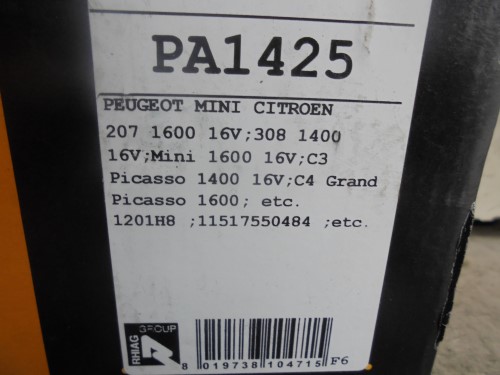 PA1425
PEUGEOT MINI CITROEN
207 1600 16V;308 1400
16V;Mini 1600 16V;C3
Picasso 1400 16V;C4 Grand
Picasso 1600; etc.
1201H8 ;11517550484 ;etc.
RHIAG
GROUP
8 019738 104715 F6